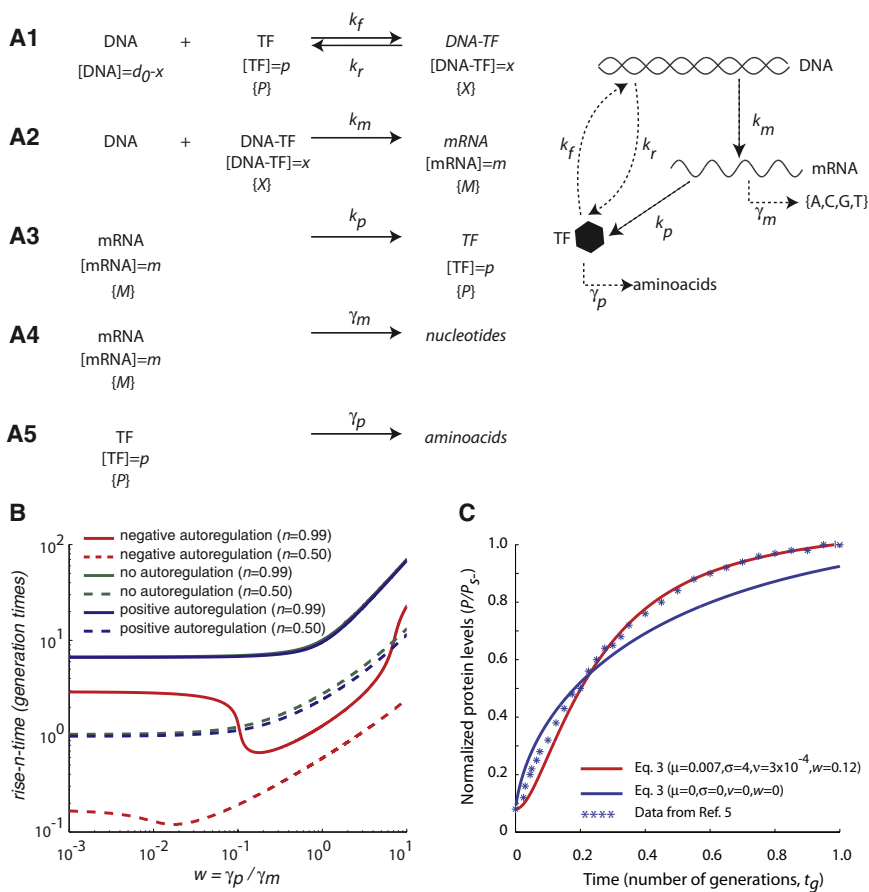 A1
DNA + TF k_f DNA-TF
[DNA]=d_0-x [TF]=p k_r [DNA-TF]=x
{P} {X}
A2
DNA + DNA-TF k_m mRNA
[DNA-TF]=x [mRNA]=m
{X} {M}
A3
mRNA k_p TF
[mRNA]=m [TF]=p
{M} {P}
A4
mRNA γ_m nucleotides
[mRNA]=m
{M}
A5
TF γ_p aminoacids
[TF]=p
{P}
DNA
k_m
k_f
k_r
mRNA
γ_m
{A,C,G,T}
k_p
TF
γ_p
aminoacids
B
negative autoregulation (n=0.99)
negative autoregulation (n=0.50)
no autoregulation (n=0.99)
no autoregulation (n=0.50)
positive autoregulation (n=0.99)
positive autoregulation (n=0.50)
rise-n-time (generation times)
10^2
10^1
10^0
10^-1
10^-3 10^-2 10^-1 10^0 10^1
w = γ_p / γ_m
C
Normalized protein levels (P/P_s-)
1.0
0.8
0.6
0.4
0.2
0
Eq. 3 (μ=0.007,σ=4,ν=3x10^-4,w=0.12)
Eq. 3 (μ=0,σ=0,v=0,w=0)
**** Data from Ref. 5
0 0.2 0.4 0.6 0.8 1.0
Time (number of generations, t_g)